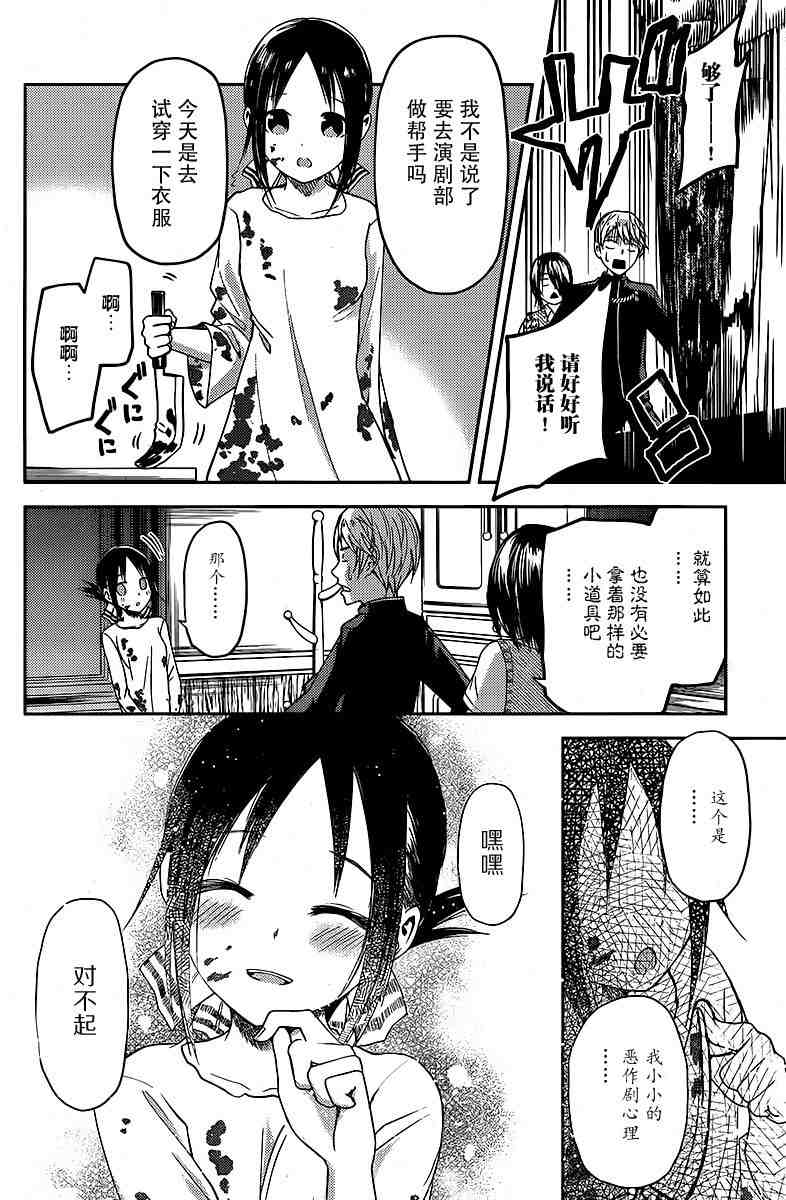 够了！
请好好听
我说话！
我不是说了
要去演剧部
做帮手吗
今天是去
试穿一下衣服
啊…
啊啊…
ぐに
ぐに
就算如此
……
也没有必要
拿着那样的
小道具吧
……
那个……
这个是
……
我小小的
恶作剧心理
嘿嘿
对不起